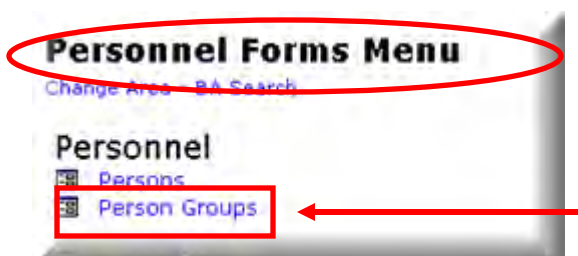 Personnel Forms Menu
Change Area - BA Search
Personnel
Persons
Person Groups